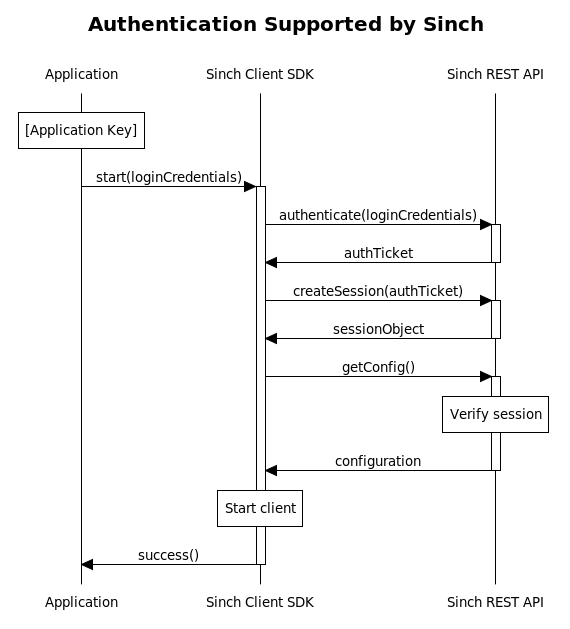 Authentication Supported by Sinch
Application Sinch Client SDK Sinch REST API
[Application Key]
start(loginCredentials)
authenticate(loginCredentials)
authTicket
createSession(authTicket)
sessionObject
getConfig()
Verify session
configuration
Start client
success()
Application Sinch Client SDK Sinch REST API